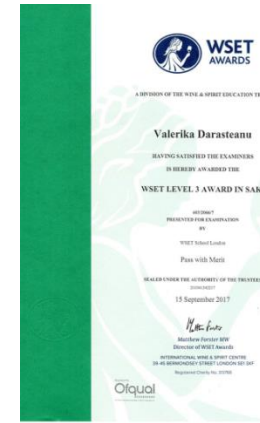 WSET
AWARDS
A DIVISION OF THE WINE & SPIRIT EDUCATION TR
Valerika Darasteanu
HAVING SATISFIED THE EXAMINERS
IS HEREBY AWARDED THE
WSET LEVEL 3 AWARD IN SAK
PRESENTED FOR EXAMINATION
BY
WSET School London
Pass with Merit
SEALED UNDER THE AUTHORITY OF THE TRUSTEES
15 September 2017
Matthew Forster MW
Director of WSET Awards
INTERNATIONAL WINE & SPIRIT CENTRE
39-45 BERMONDSEY STREET LONDON SE1 3XF
Registered Charity No.
Ofqual